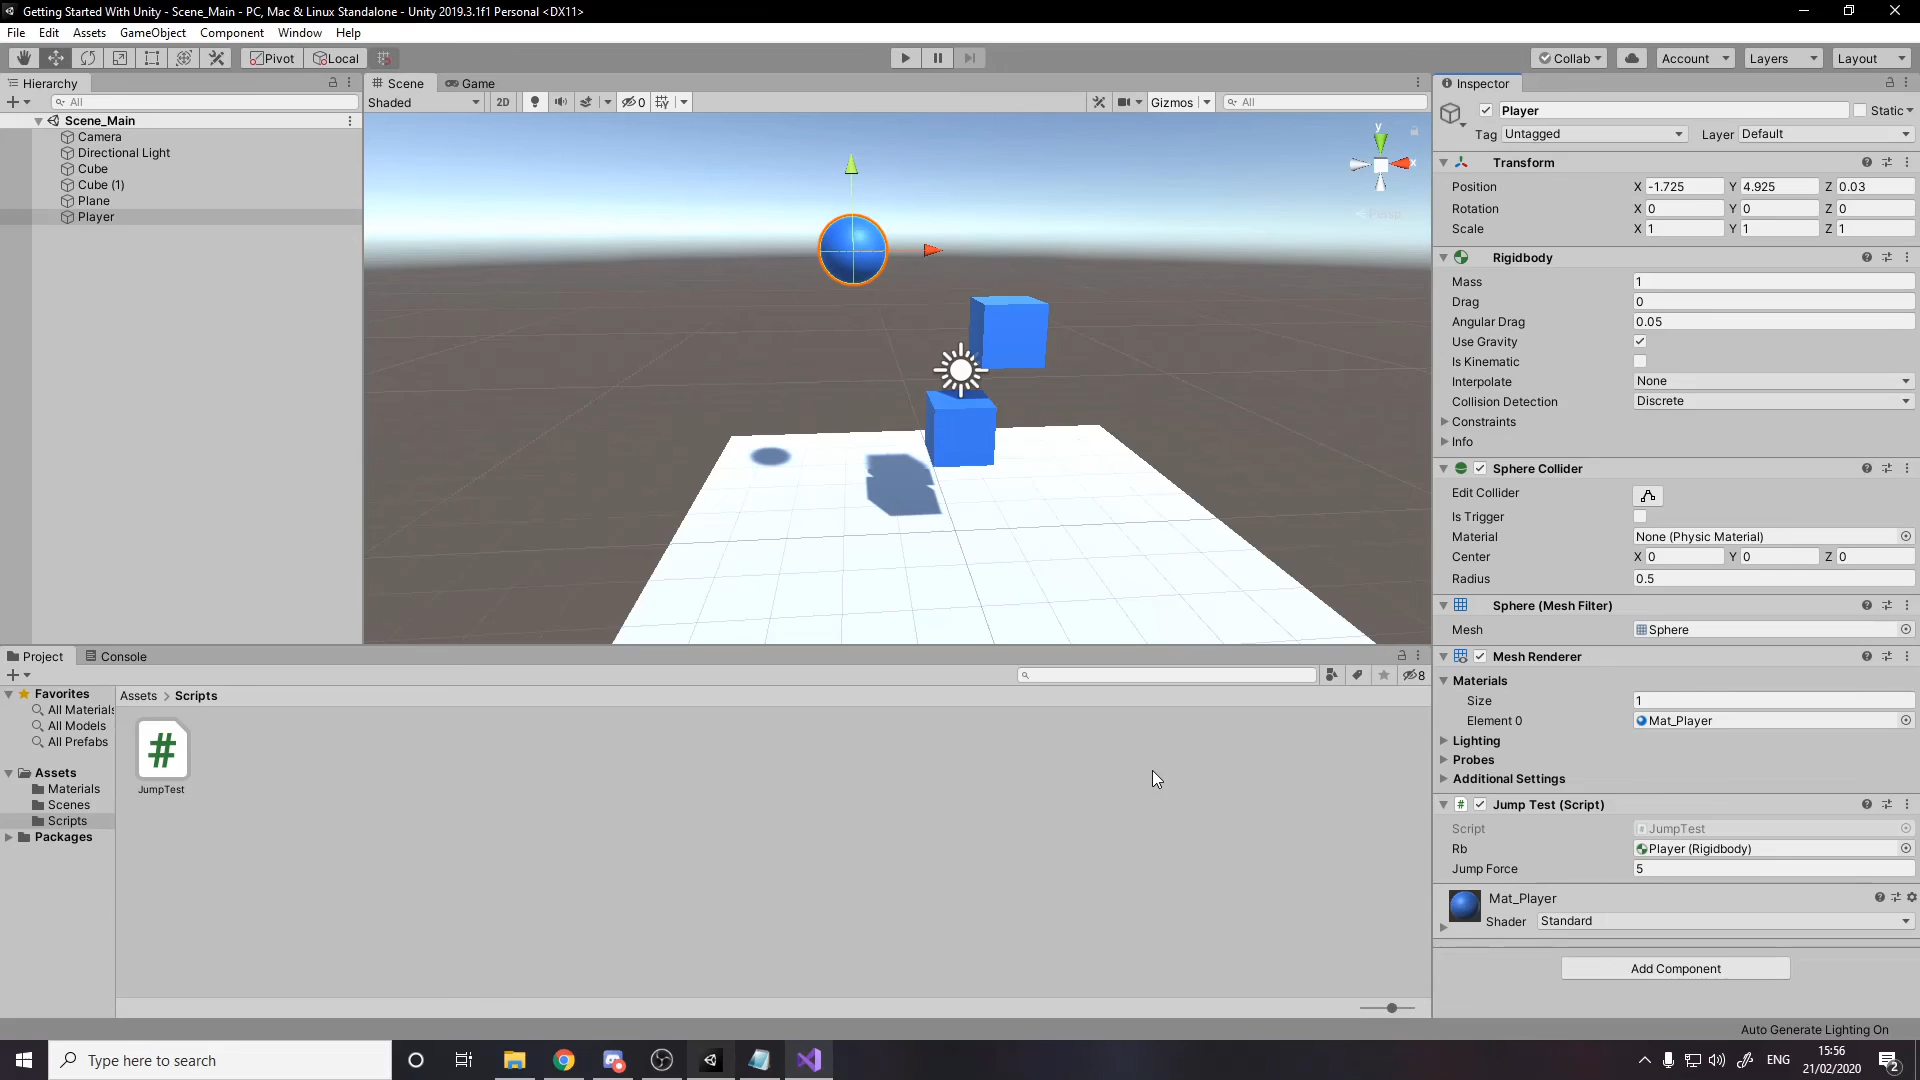 Getting Started With Unity - Scene_Main - PC, Mac & Linux Standalone - Unity 2019.3.1f1 Personal <DX11>
File Edit Assets GameObject Component Window Help
Pivot Local Collab Account Layers Layout
Hierarchy
All
Scene_Main
Camera
Directional Light
Cube
Cube (1)
Plane
Player
Scene Game
Shaded 2D 0 Gizmos All
y
x
Persp
Inspector
Player Static
Tag Untagged Layer Default
Transform
Position X -1.725 Y 4.925 Z 0.03
Rotation X 0 Y 0 Z 0
Scale X 1 Y 1 Z 1
Rigidbody
Mass 1
Drag 0
Angular Drag 0.05
Use Gravity
Is Kinematic
Interpolate None
Collision Detection Discrete
Constraints
Info
Sphere Collider
Edit Collider
Is Trigger
Material None (Physic Material)
Center X 0 Y 0 Z 0
Radius 0.5
Sphere (Mesh Filter)
Mesh Sphere
Mesh Renderer
Materials
Size 1
Element 0 Mat_Player
Lighting
Probes
Additional Settings
# Jump Test (Script)
Script JumpTest
Rb Player (Rigidbody)
Jump Force 5
Mat_Player
Shader Standard
Add Component
Project Console
8
Favorites
All Materials
All Models
All Prefabs
Assets
Materials
Scenes
Scripts
Packages
Assets > Scripts
#
JumpTest
Auto Generate Lighting On
Type here to search
ENG
15:56
21/02/2020
2